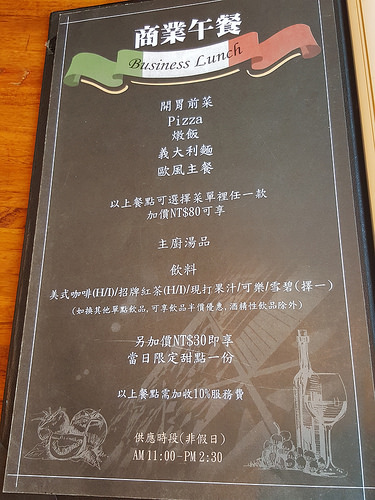 商業午餐
Business Lunch
開胃前菜
Pizza
燉飯
義大利麵
歐風主餐
以上餐點可選擇菜單裡任一款
加價NT$80可享
主廚湯品
飲料
美式咖啡(H/I)/招牌紅茶(H/I)/現打果汁/可樂/雪碧(擇一)
(如換其他單點飲品,可享飲品半價優惠,酒精性飲品除外)
另加價NT$30即享
當日限定甜點一份
以上餐點需加收10%服務費
供應時段(非假日)
AM 11:00-PM 2:30